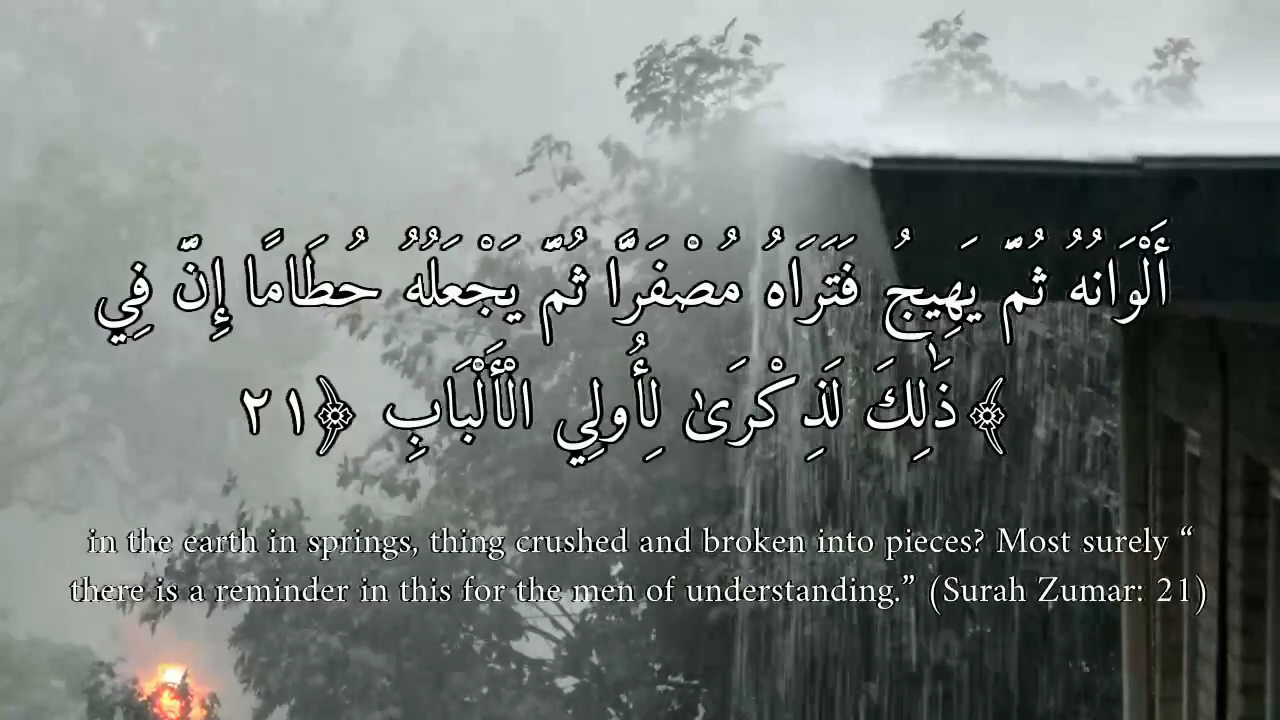 أَلْوَانُهُ ثُمَّ يَهِيجُ فَتَرَاهُ مُصْفَرًّا ثُمَّ يَجْعَلُهُ حُطَامًا إِنَّ فِي
﴾ذَٰلِكَ لَذِكْرَىٰ لِأُولِي الْأَلْبَابِ ﴿٢١
in the earth in springs, thing crushed and broken into pieces? Most surely “
there is a reminder in this for the men of understanding.” (Surah Zumar: 21)